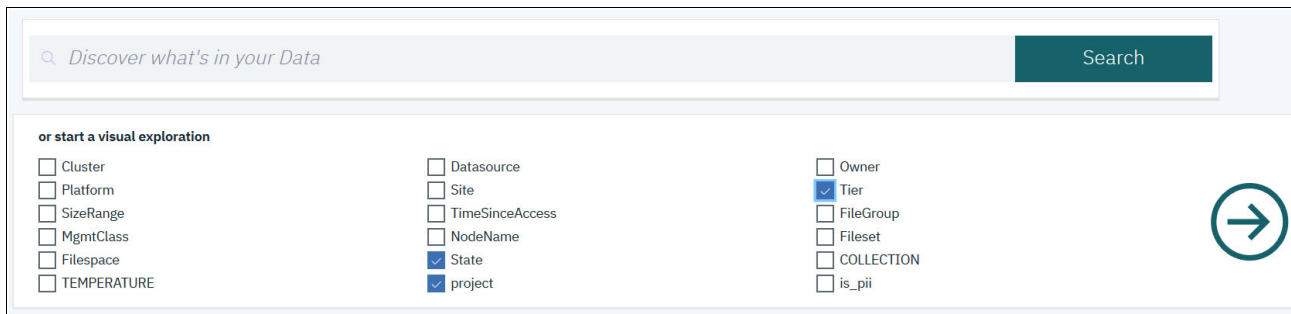 Discover what's in your Data
Search
or start a visual exploration
Cluster
Datasource
Owner
Platform
Site
Tier
SizeRange
TimeSinceAccess
FileGroup
MgmtClass
NodeName
Fileset
Filespace
State
COLLECTION
TEMPERATURE
project
is_pii